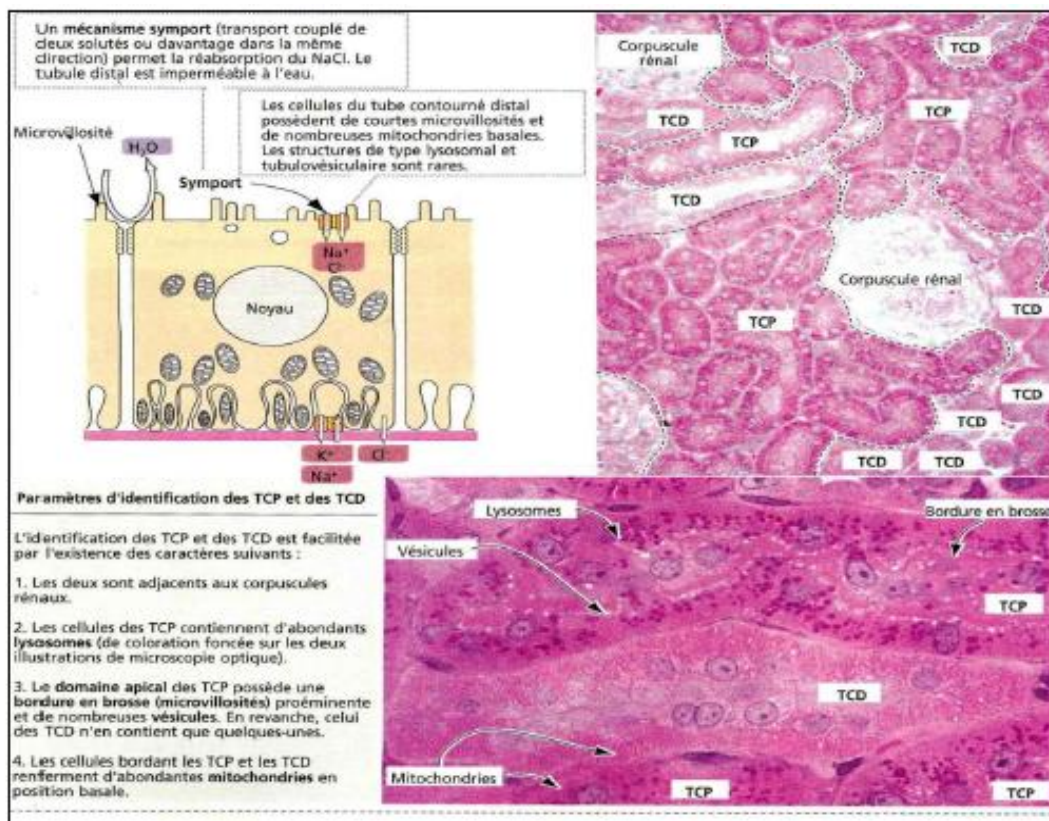 Un mécanisme symport (transport couplé de
deux solutés ou davantage dans la même
direction) permet la réabsorption du NaCl. Le
tubule distal est imperméable à l'eau.
Les cellules du tube contourné distal
possèdent de courtes microvillosités et
de nombreuses mitochondries basales.
Les structures de type lysosomal et
tubulovésiculaire sont rares.
Microvillosité
H₂O
Symport
Na⁺
Cl⁻
Noyau
K⁺
Cl⁻
Na⁺
Corpuscule
rénal
TCD
TCD
TCP
TCP
TCD
Corpuscule rénal
TCP
TCD
TCD
TCD
TCD
TCD
Paramètres d'identification des TCP et des TCD
L'identification des TCP et des TCD est facilitée
par l'existence des caractères suivants :
1. Les deux sont adjacents aux corpuscules
rénaux.
2. Les cellules des TCP contiennent d'abondants
lysosomes (de coloration foncée sur les deux
illustrations de microscopie optique).
3. Le domaine apical des TCP possède une
bordure en brosse (microvillosités) proéminente
et de nombreuses vésicules. En revanche, celui
des TCD n'en contient que quelques-unes.
4. Les cellules bordant les TCP et les TCD
renferment d'abondantes mitochondries en
position basale.
Lysosomes
Bordure en brosse
Vésicules
TCP
TCD
Mitochondries
TCP
TCP